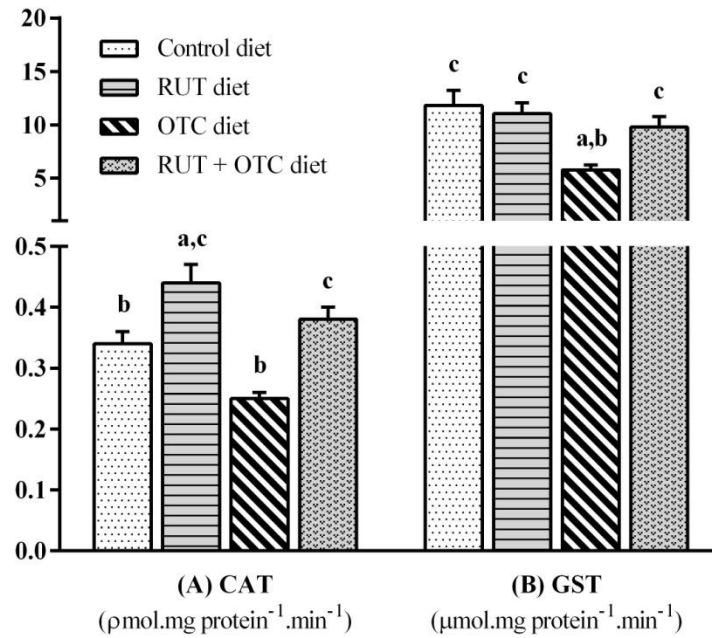 20
15
10
5
0.5
0.4
0.3
0.2
0.1
0.0
Control diet
RUT diet
OTC diet
RUT + OTC diet
b
a,c
b
c
c
c
a,b
c
(A) CAT
(ρmol.mg protein⁻¹.min⁻¹)
(B) GST
(μmol.mg protein⁻¹.min⁻¹)